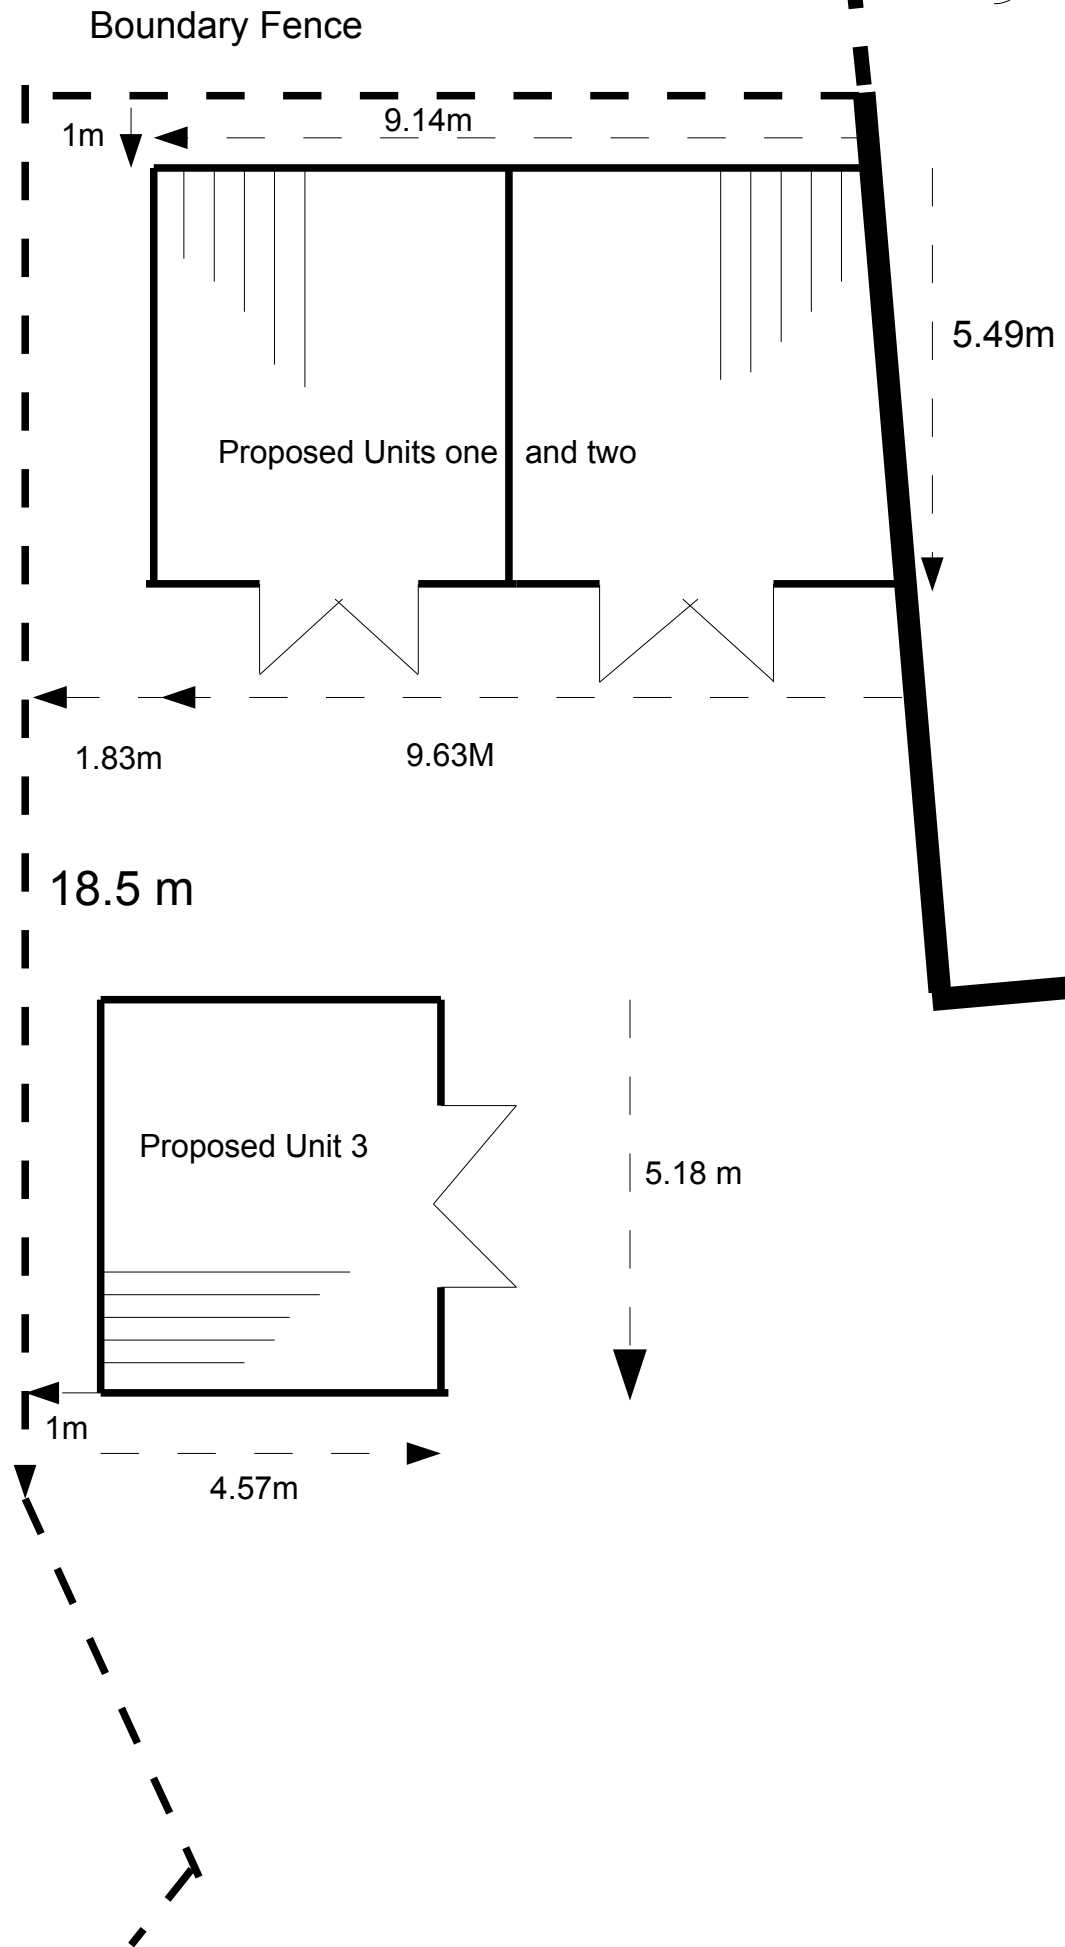 Boundary Fence
1m
9.14m
5.49m
Proposed Units one and two
1.83m
9.63M
18.5 m
Proposed Unit 3
5.18 m
1m
4.57m